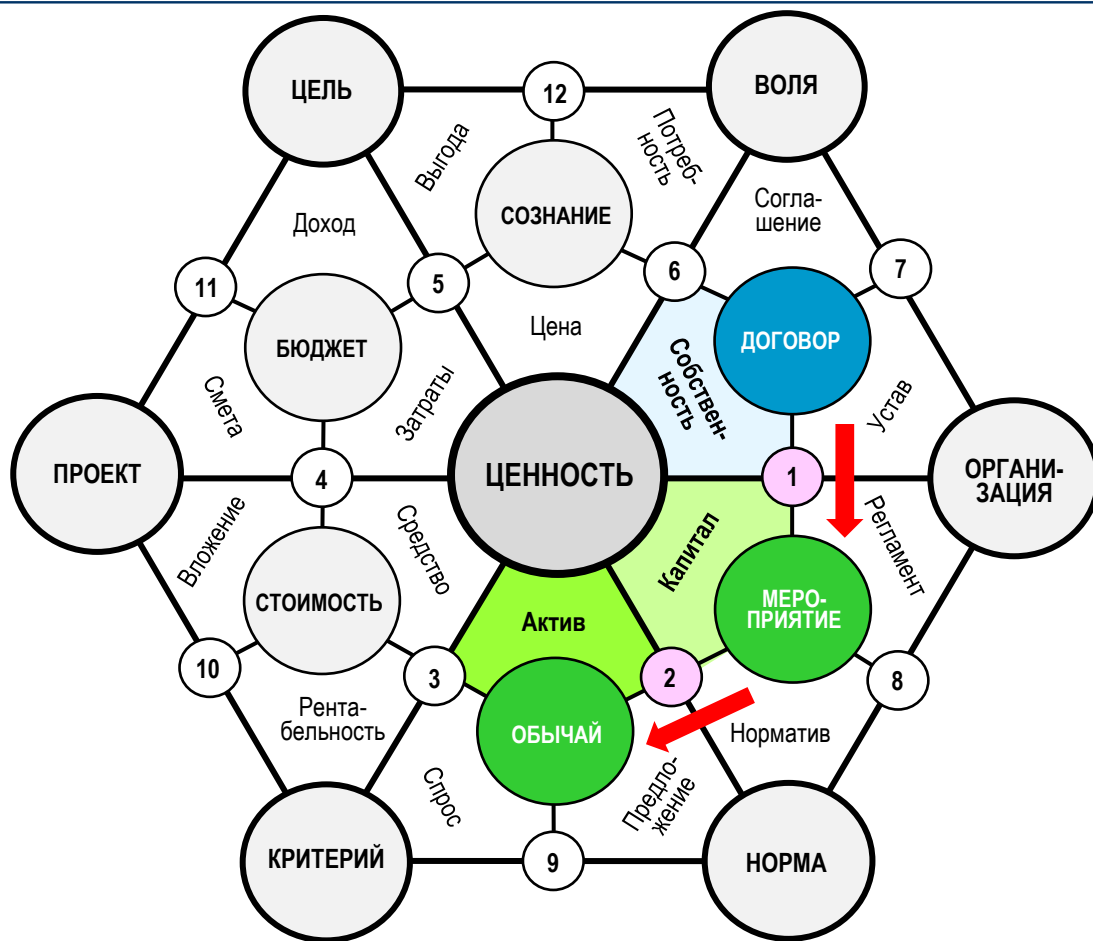 ЦЕЛЬ
12
ВОЛЯ
Выгода
Потреб-
ность
СОЗНАНИЕ
Согла-
шение
Доход
11
5
6
7
БЮДЖЕТ
Цена
ДОГОВОР
Смета
Затраты
Собствен-
ность
Устав
ПРОЕКТ
4
ЦЕННОСТЬ
1
ОРГАНИ-
ЗАЦИЯ
Вложение
Средство
Капитал
Регламент
СТОИМОСТЬ
Актив
МЕРО-
ПРИЯТИЕ
10
3
2
8
Рента-
бельность
ОБЫЧАЙ
Норматив
Спрос
Предло-
жение
КРИТЕРИЙ
9
НОРМА